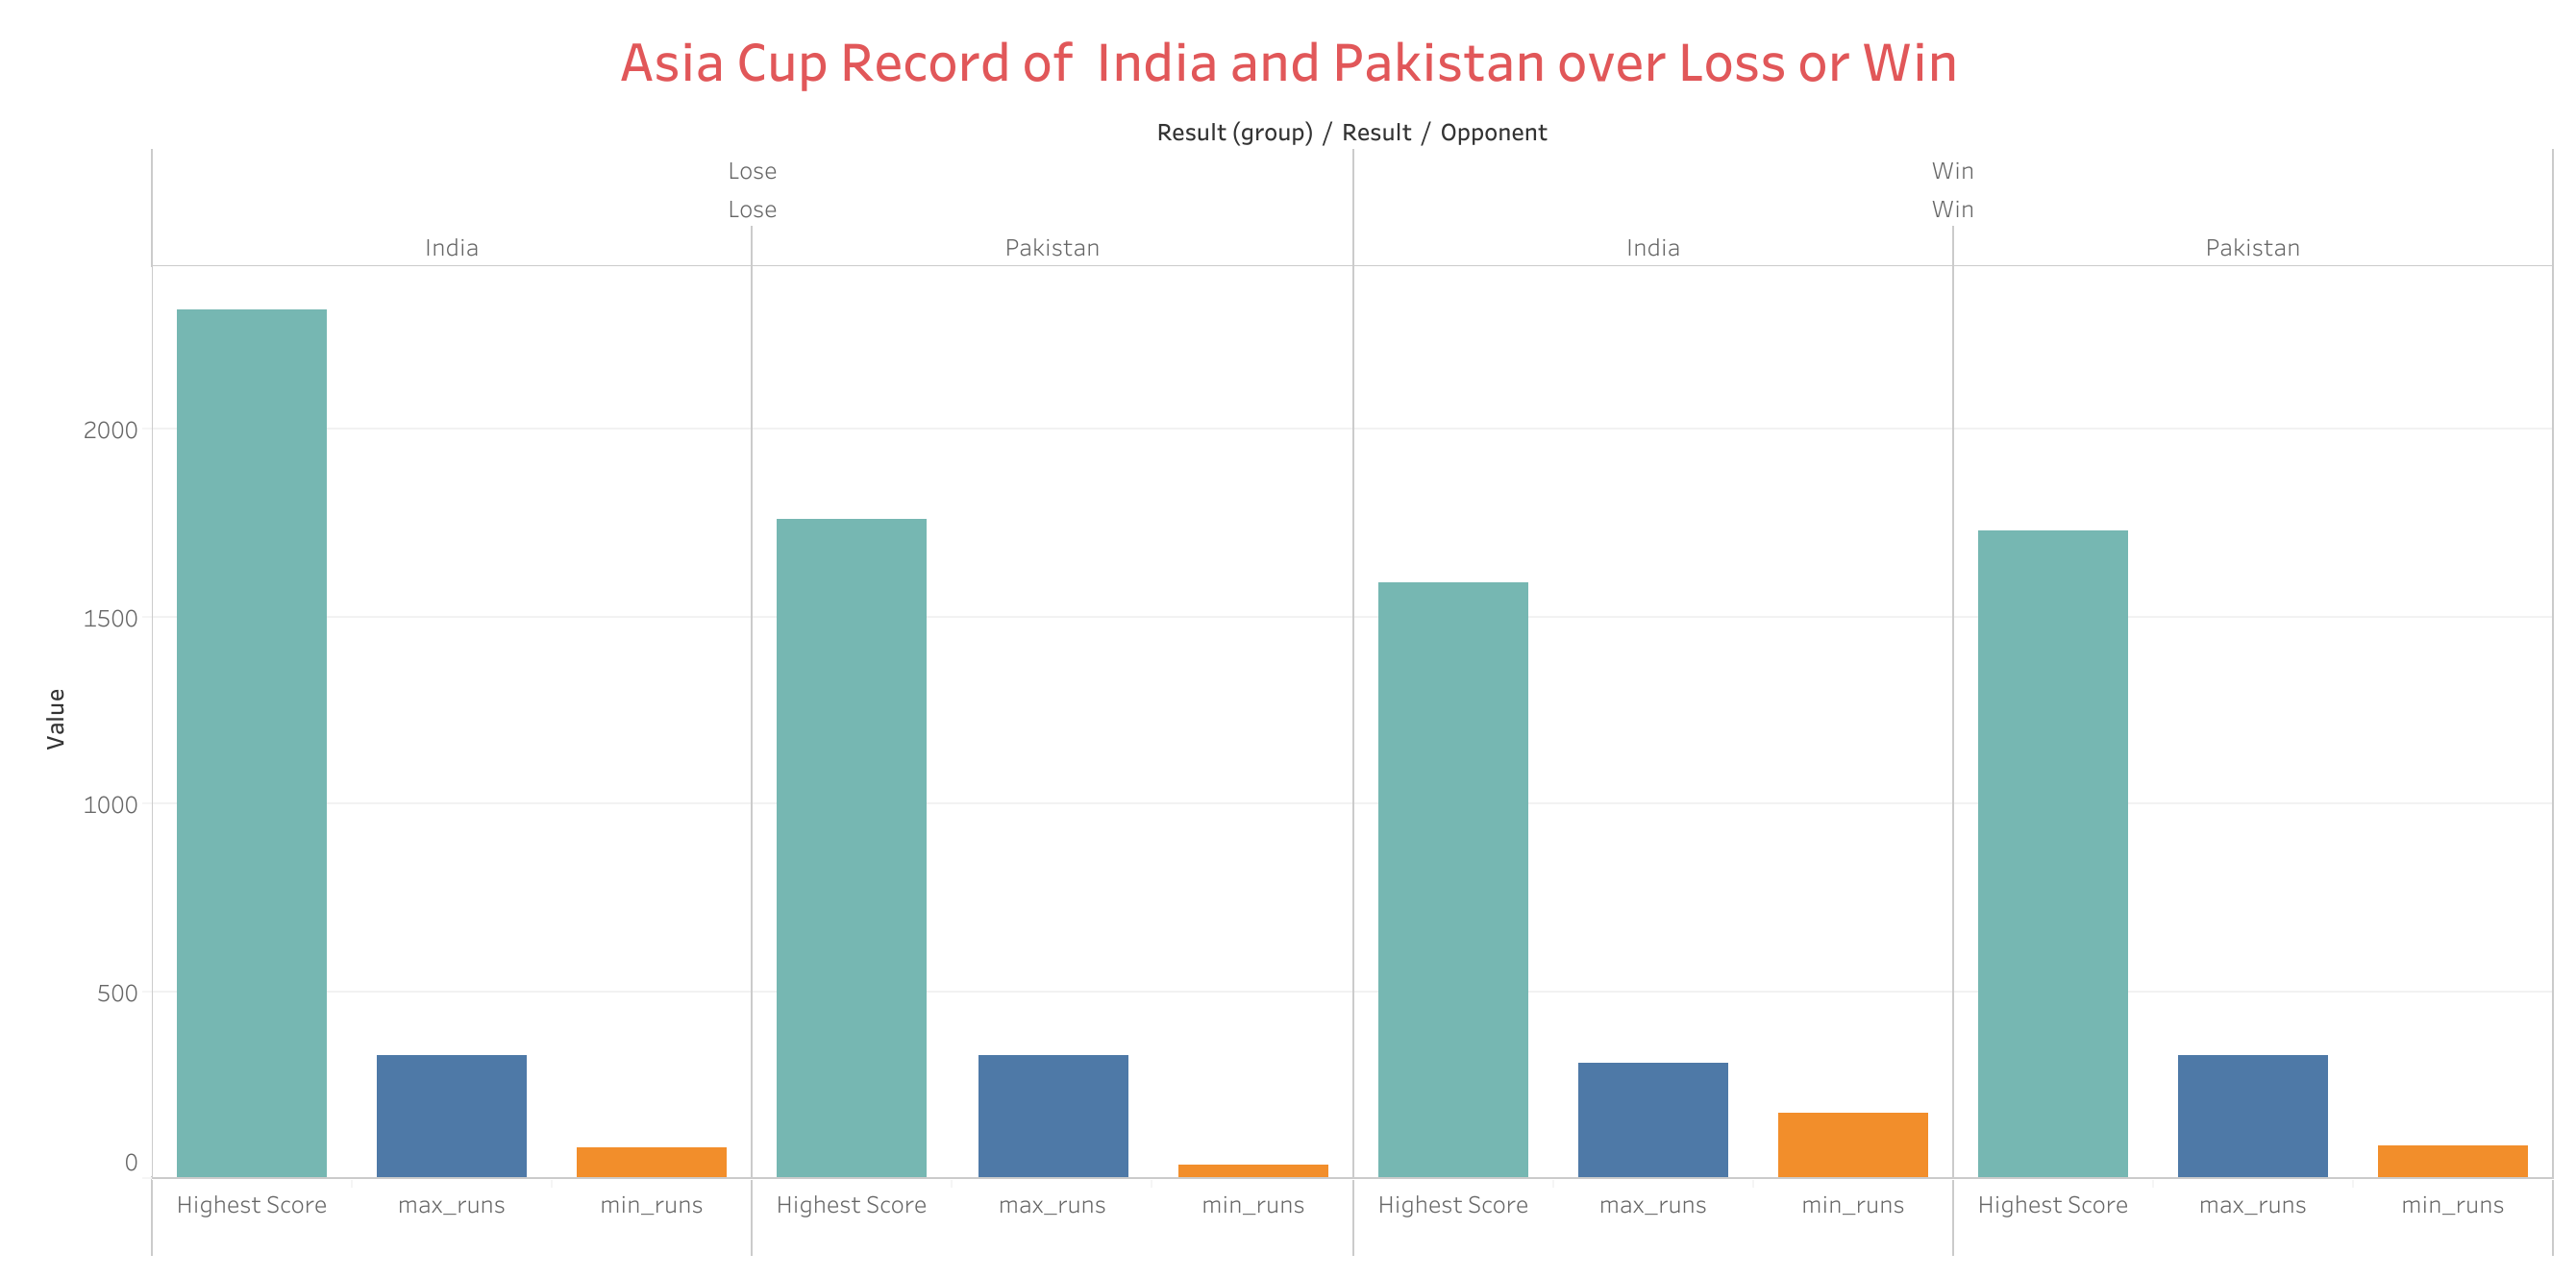 Asia Cup Record of  India and Pakistan over Loss or Win
Result (group) / Result / Opponent
Lose Win
Lose Win
India Pakistan India Pakistan
2000
1500
1000
500
0
Value
Highest Score max_runs min_runs Highest Score max_runs min_runs Highest Score max_runs min_runs Highest Score max_runs min_runs